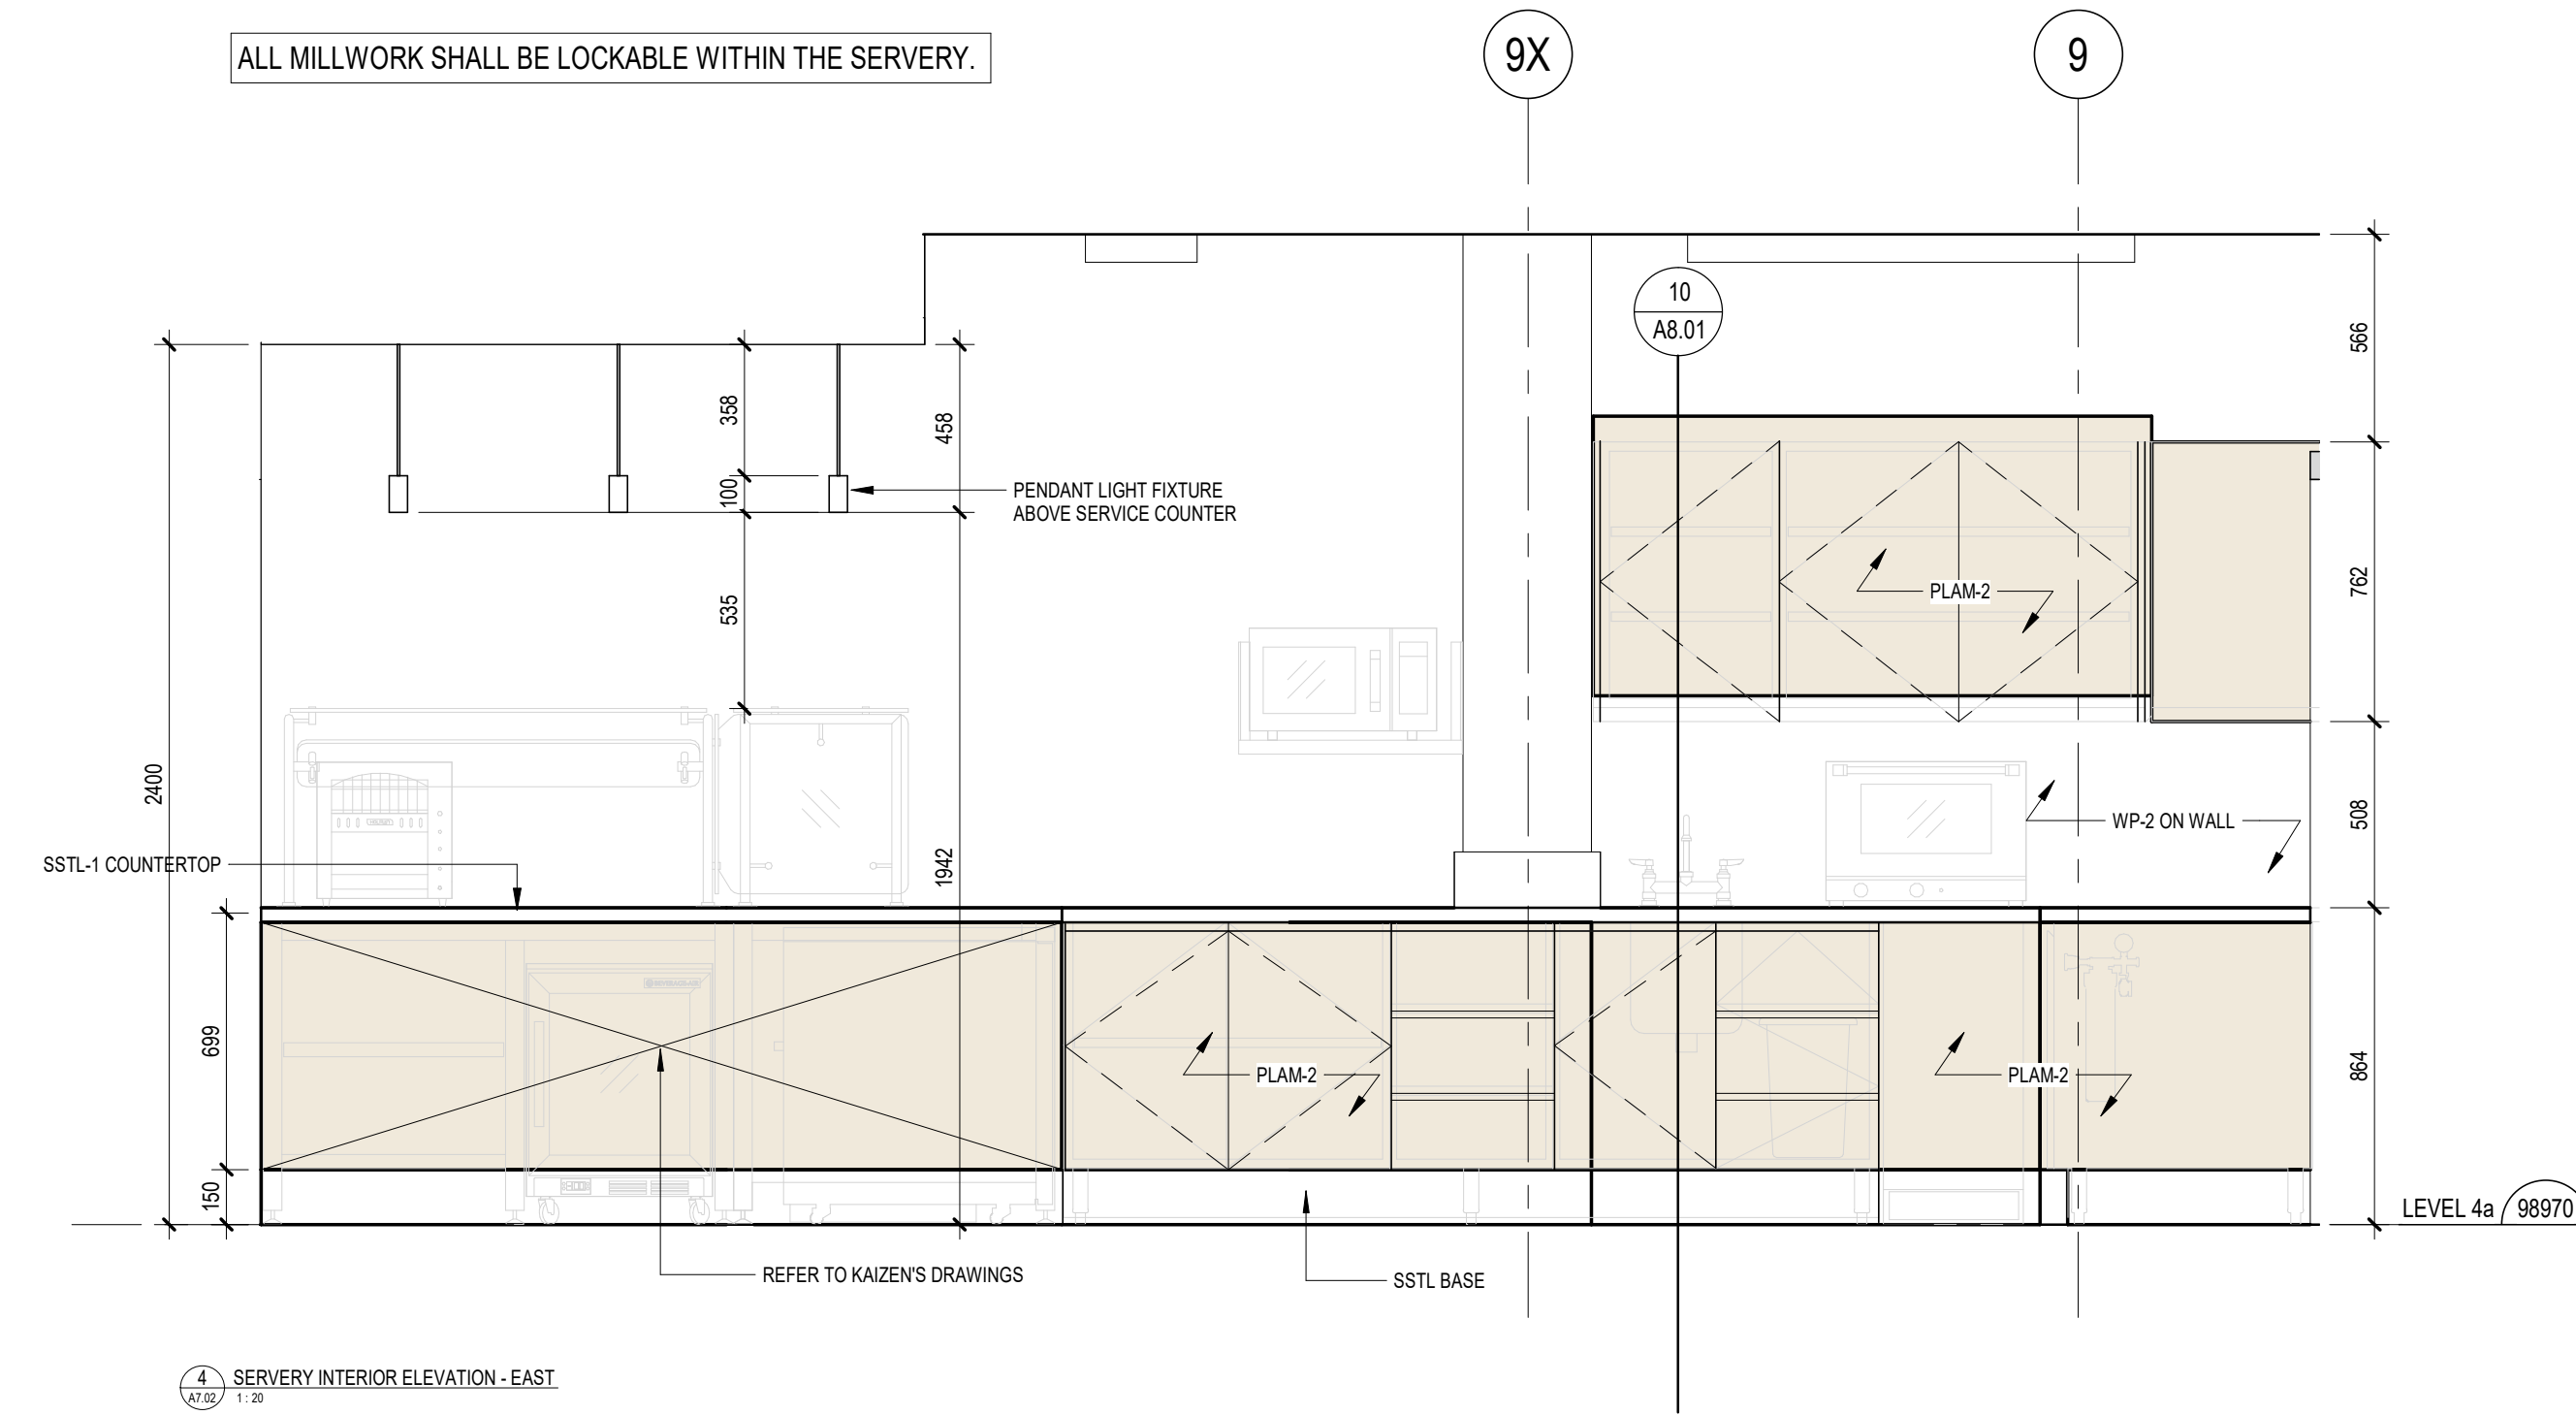 ALL MILLWORK SHALL BE LOCKABLE WITHIN THE SERVERY.
9X
9
10
A8.01
566
358
458
100
PENDANT LIGHT FIXTURE
ABOVE SERVICE COUNTER
762
PLAM-2
535
2400
508
WP-2 ON WALL
SSTL-1 COUNTERTOP
1942
699
PLAM-2
PLAM-2
864
150
LEVEL 4a
98970
REFER TO KAIZEN'S DRAWINGS
SSTL BASE
4
A7.02
SERVERY INTERIOR ELEVATION - EAST
1 : 20